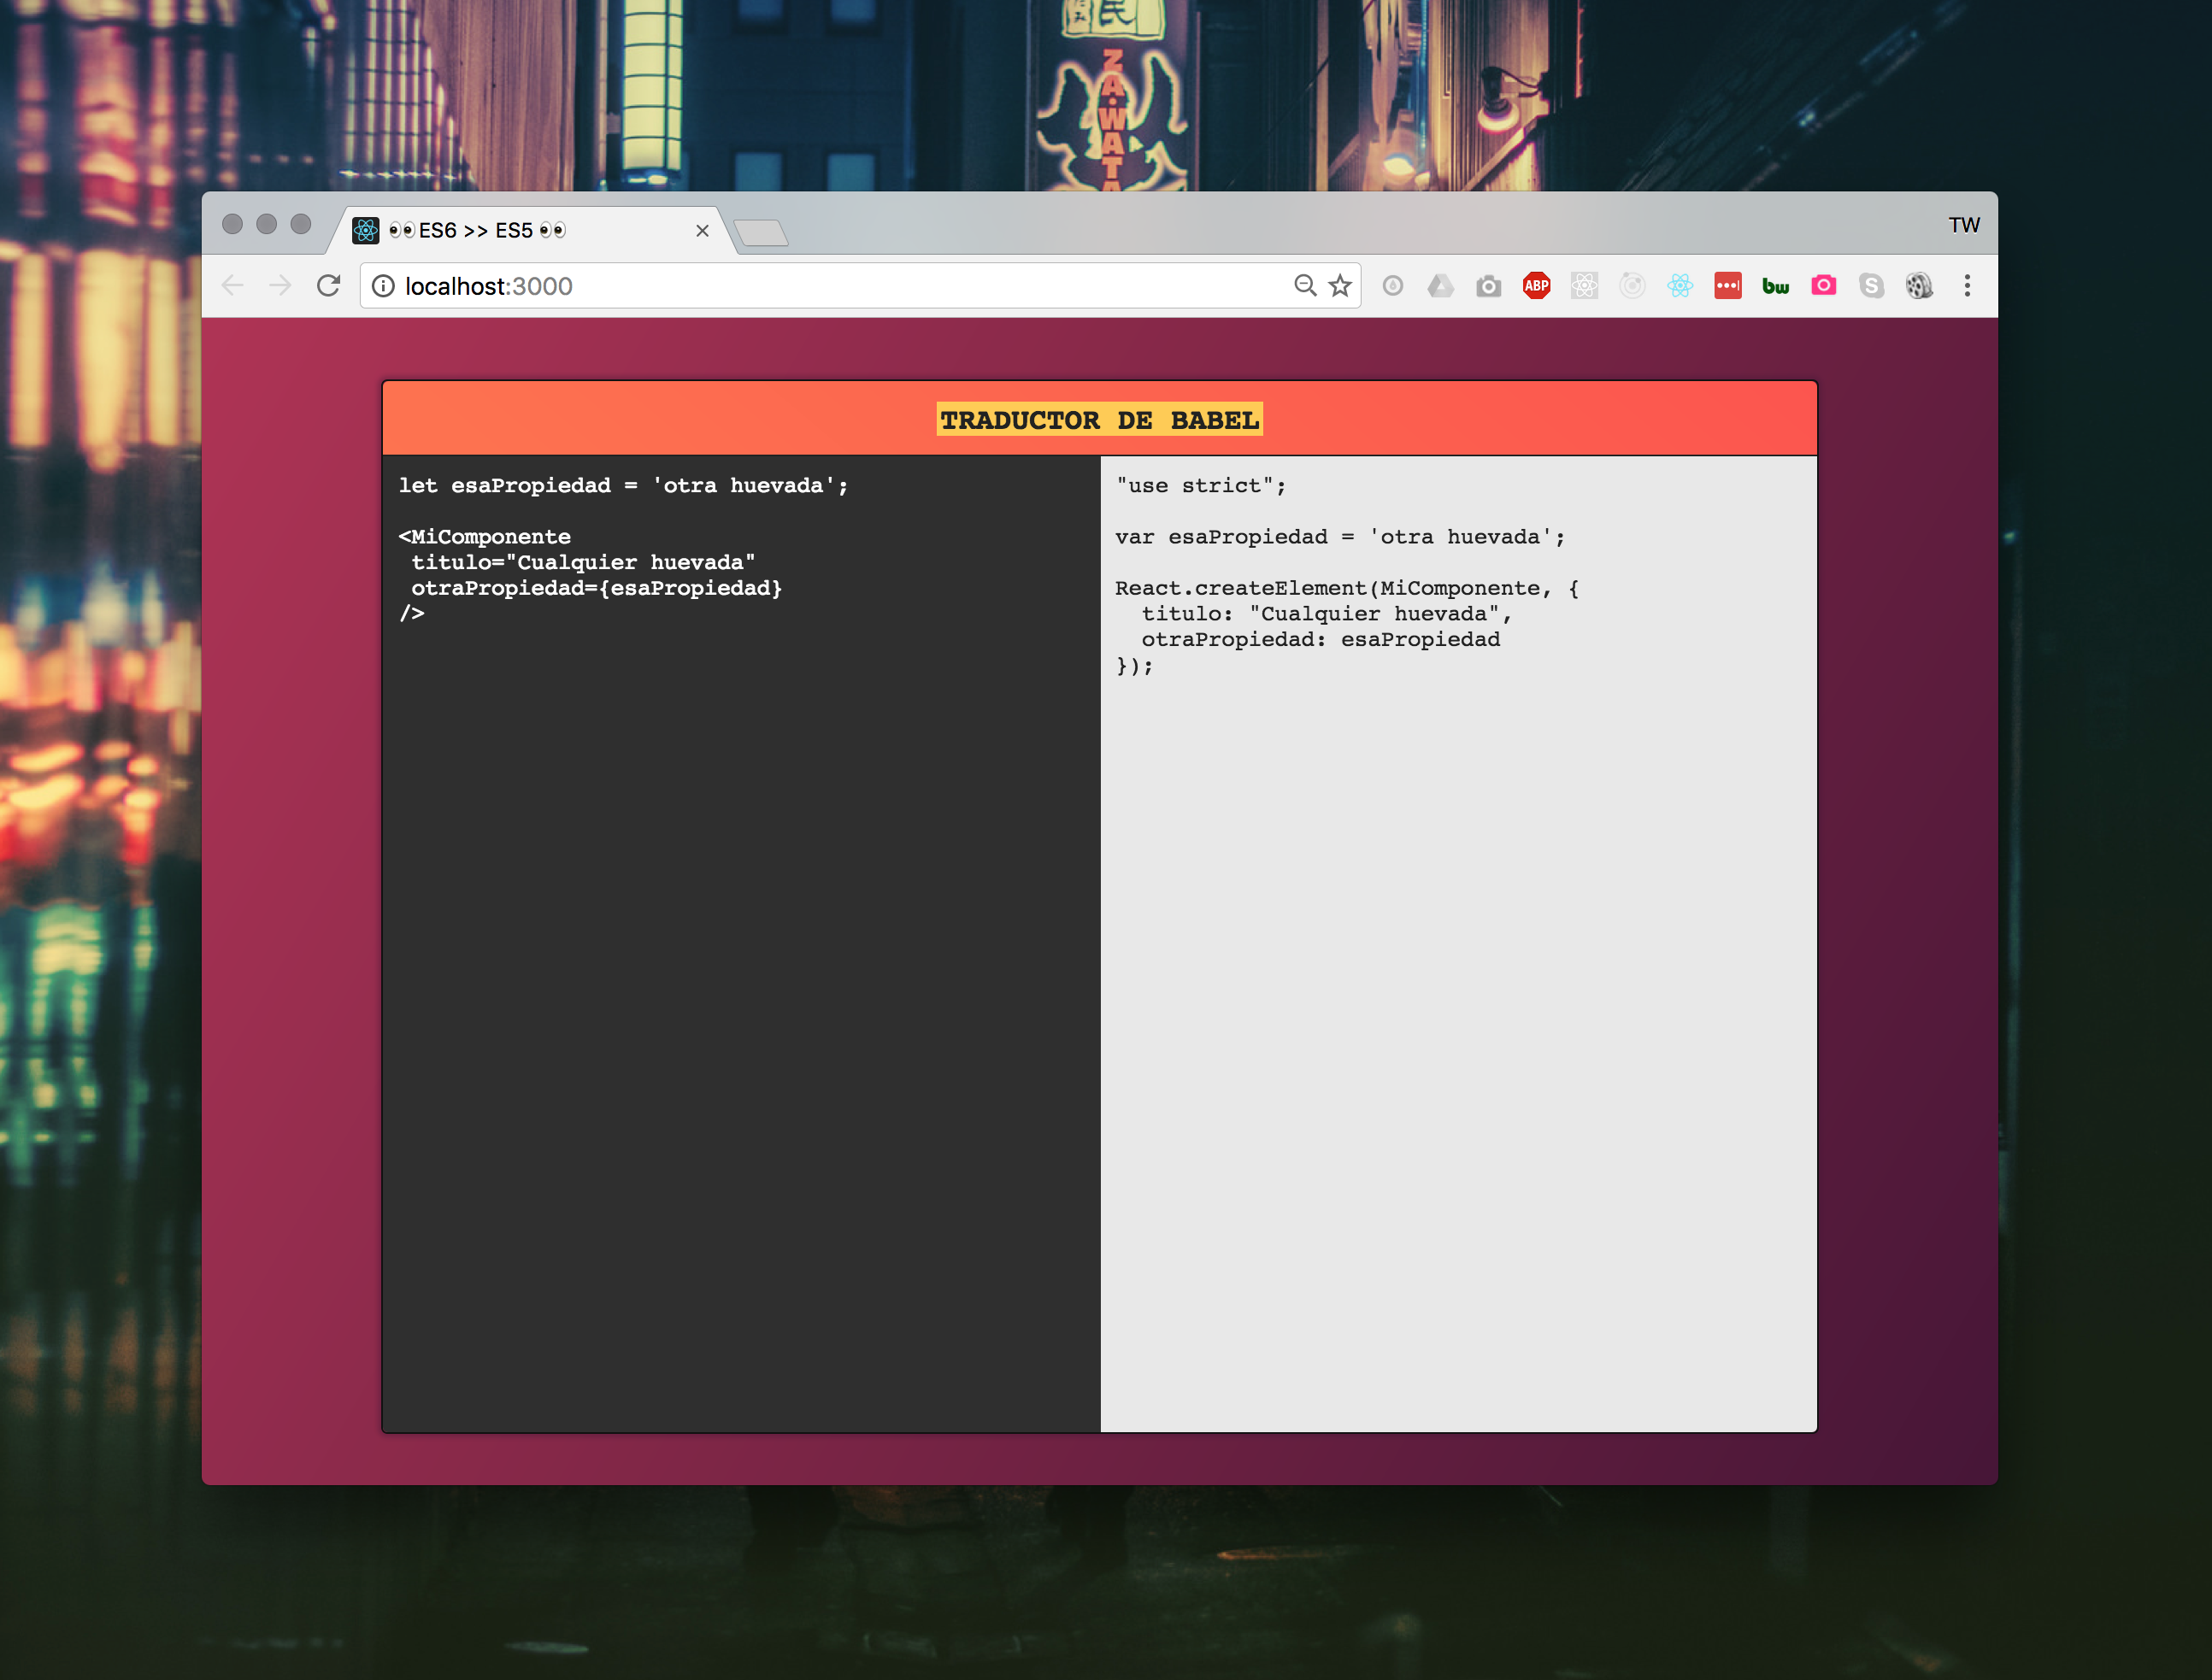 民
ZA·WATA
👀ES6 >> ES5 👀
TW
localhost:3000
ABP
bw
S
TRADUCTOR DE BABEL
let esaPropiedad = 'otra huevada';
<MiComponente
 titulo="Cualquier huevada"
 otraPropiedad={esaPropiedad}
/>
"use strict";
var esaPropiedad = 'otra huevada';
React.createElement(MiComponente, {
  titulo: "Cualquier huevada",
  otraPropiedad: esaPropiedad
});